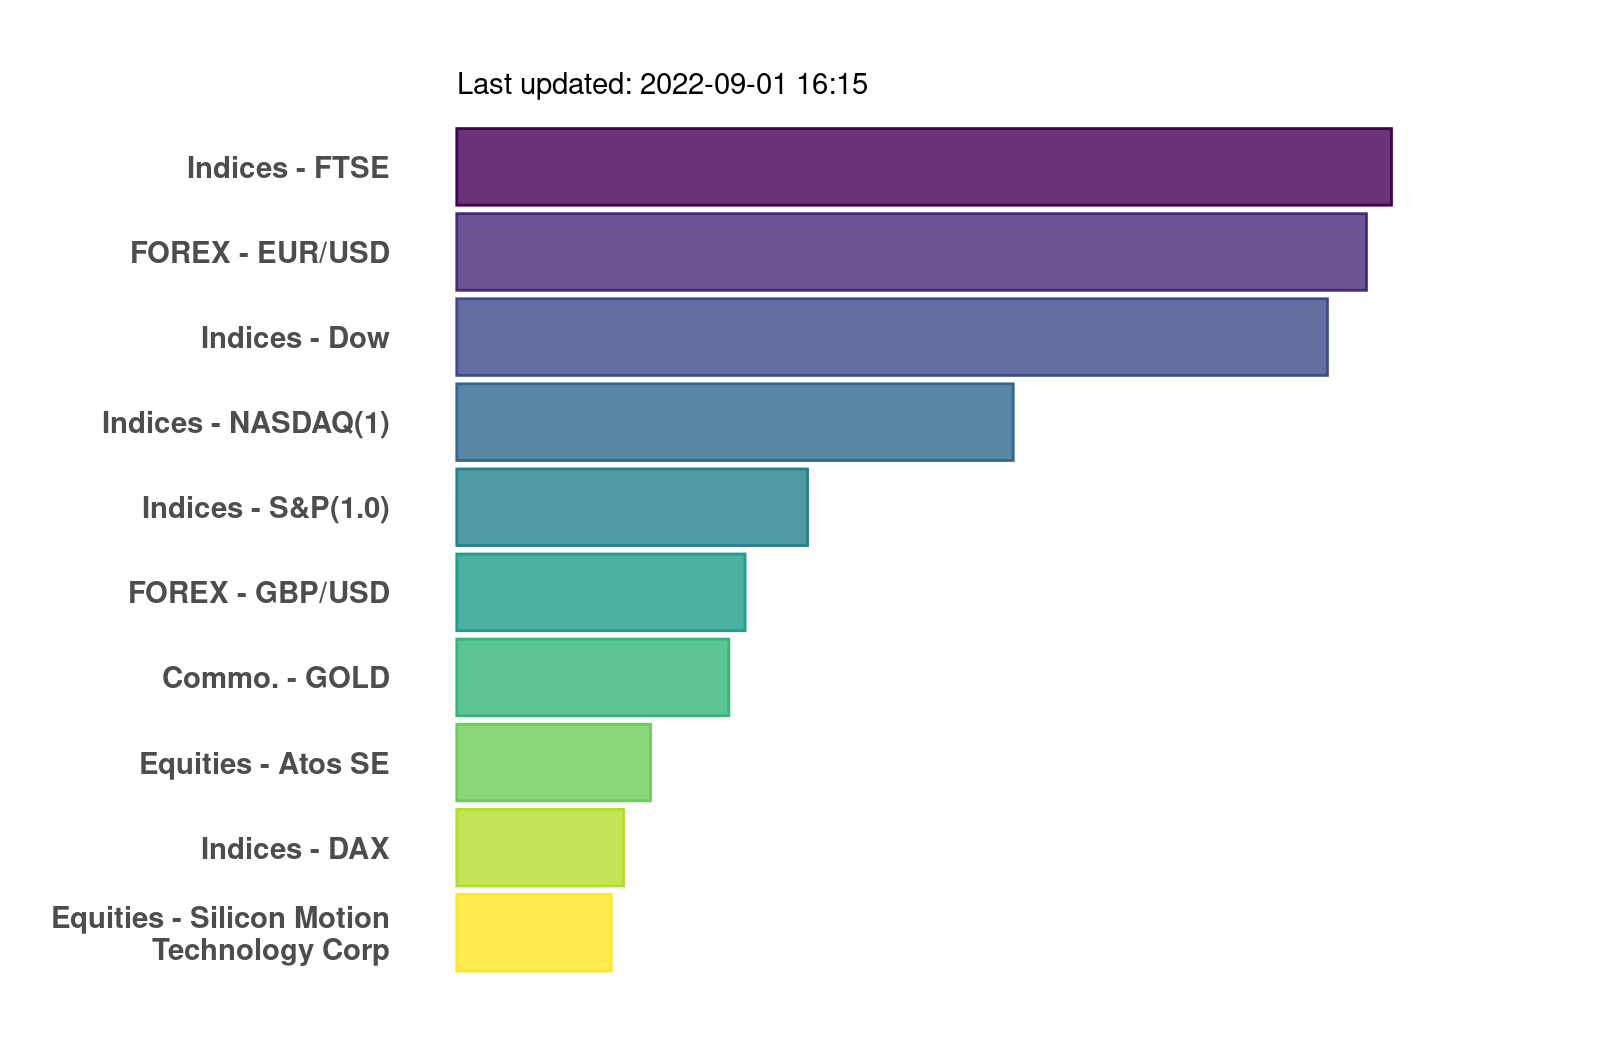 Last updated: 2022-09-01 16:15
Indices - FTSE
FOREX - EUR/USD
Indices - Dow
Indices - NASDAQ(1)
Indices - S&P(1.0)
FOREX - GBP/USD
Commo. - GOLD
Equities - Atos SE
Indices - DAX
Equities - Silicon Motion
Technology Corp